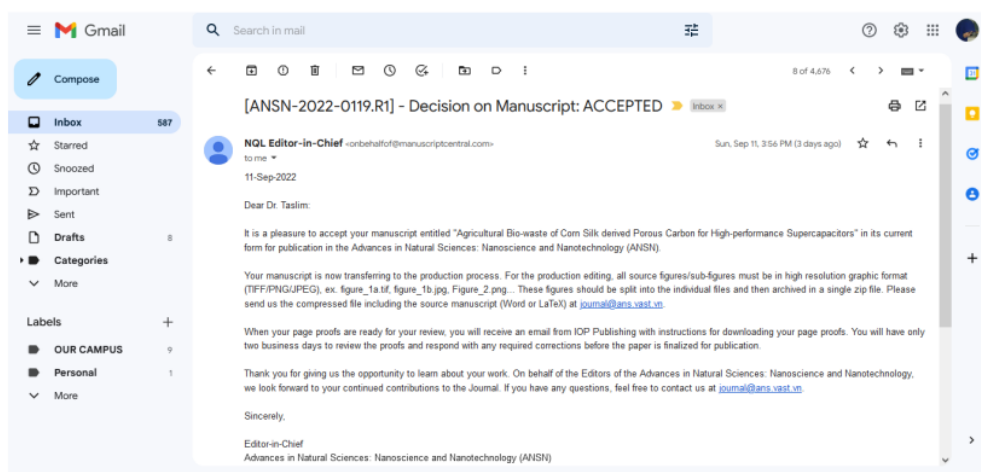 Gmail
Search in mail
Compose
8 of 4,676
Inbox 587
Starred
Snoozed
Important
Sent
Drafts 8
Categories
More
Labels
OUR CAMPUS 9
Personal 1
More
[ANSN-2022-0119.R1] - Decision on Manuscript: ACCEPTED Inbox ×
NQL Editor-in-Chief <onbehalfof@manuscriptcentral.com> Sun, Sep 11, 3:56 PM (3 days ago)
to me
11-Sep-2022
Dear Dr. Taslim:
It is a pleasure to accept your manuscript entitled "Agricultural Bio-waste of Corn Silk derived Porous Carbon for High-performance Supercapacitors" in its current
form for publication in the Advances in Natural Sciences: Nanoscience and Nanotechnology (ANSN).
Your manuscript is now transferring to the production process. For the production editing, all source figures/sub-figures must be in high resolution graphic format
(TIFF/PNG/JPEG), ex. figure_1a.tif, figure_1b.jpg, Figure_2.png... These figures should be split into the individual files and then archived in a single zip file. Please
send us the compressed file including the source manuscript (Word or LaTeX) at journal@ans.vast.vn.
When your page proofs are ready for your review, you will receive an email from IOP Publishing with instructions for downloading your page proofs. You will have only
two business days to review the proofs and respond with any required corrections before the paper is finalized for publication.
Thank you for giving us the opportunity to learn about your work. On behalf of the Editors of the Advances in Natural Sciences: Nanoscience and Nanotechnology,
we look forward to your continued contributions to the Journal. If you have any questions, feel free to contact us at journal@ans.vast.vn.
Sincerely,
Editor-in-Chief
Advances in Natural Sciences: Nanoscience and Nanotechnology (ANSN)